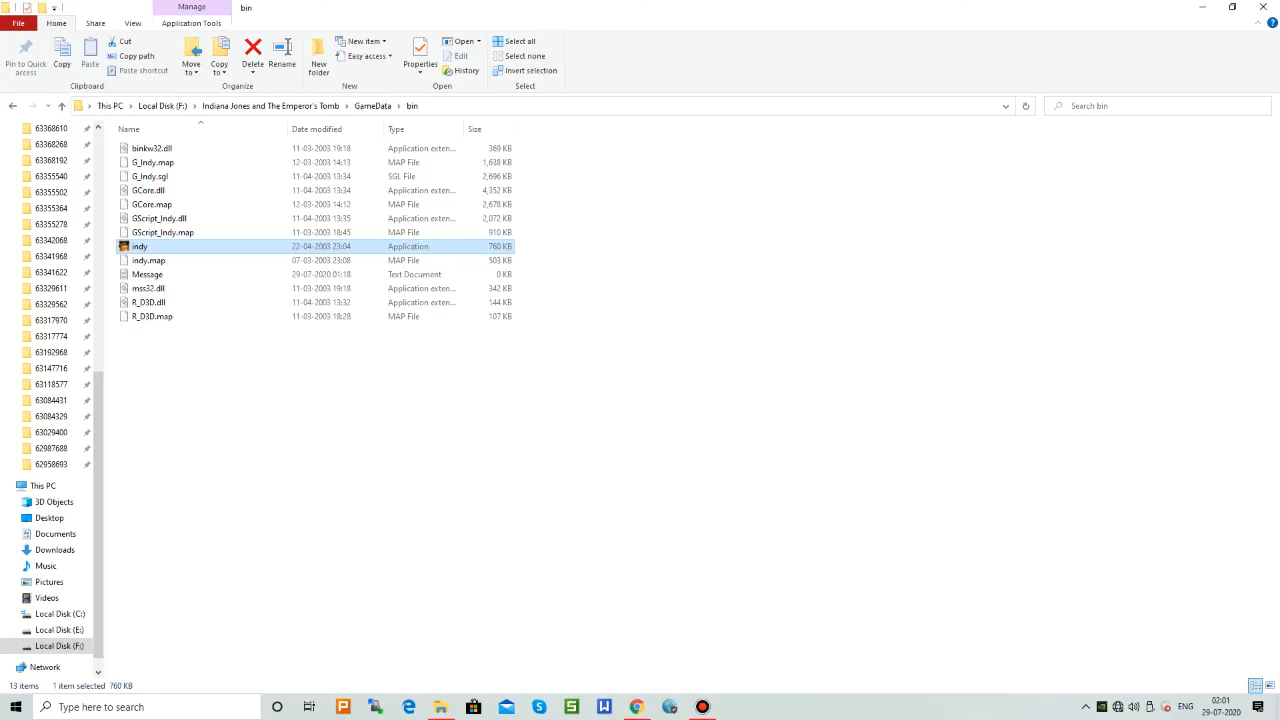 Manage
bin
File
Home
Share
View
Application Tools
Pin to Quick access
Copy
Paste
Cut
Copy path
Paste shortcut
Clipboard
Move to
Copy to
Delete
Rename
Organize
New folder
New item
Easy access
New
Properties
Open
Edit
History
Open
Select all
Select none
Invert selection
Select
This PC > Local Disk (F:) > Indiana Jones and The Emperor's Tomb > GameData > bin
Search bin
Name Date modified Type Size
binkw32.dll 11-03-2003 19:18 Application exten... 369 KB
G_Indy.map 12-03-2003 14:13 MAP File 1,638 KB
G_Indy.sgl 11-04-2003 13:34 SGL File 2,696 KB
GCore.dll 11-04-2003 13:34 Application exten... 4,352 KB
GCore.map 12-03-2003 14:12 MAP File 2,678 KB
GScript_Indy.dll 11-04-2003 13:35 Application exten... 2,072 KB
GScript_Indy.map 11-03-2003 18:45 MAP File 910 KB
indy 22-04-2003 23:04 Application 760 KB
indy.map 07-03-2003 23:08 MAP File 503 KB
Message 29-07-2020 01:18 Text Document 0 KB
mss32.dll 11-03-2003 19:18 Application exten... 342 KB
R_D3D.dll 11-04-2003 13:32 Application exten... 144 KB
R_D3D.map 11-03-2003 18:28 MAP File 107 KB
63368610
63368268
63368192
63355540
63355502
63355364
63355278
63342068
63341968
63341622
63329611
63329562
63317970
63317774
63192968
63147716
63118577
63084431
63084329
63029400
62987688
62958693
This PC
3D Objects
Desktop
Documents
Downloads
Music
Pictures
Videos
Local Disk (C:)
Local Disk (E:)
Local Disk (F:)
Network
13 items 1 item selected 760 KB
Type here to search
ENG
02:01
29-07-2020